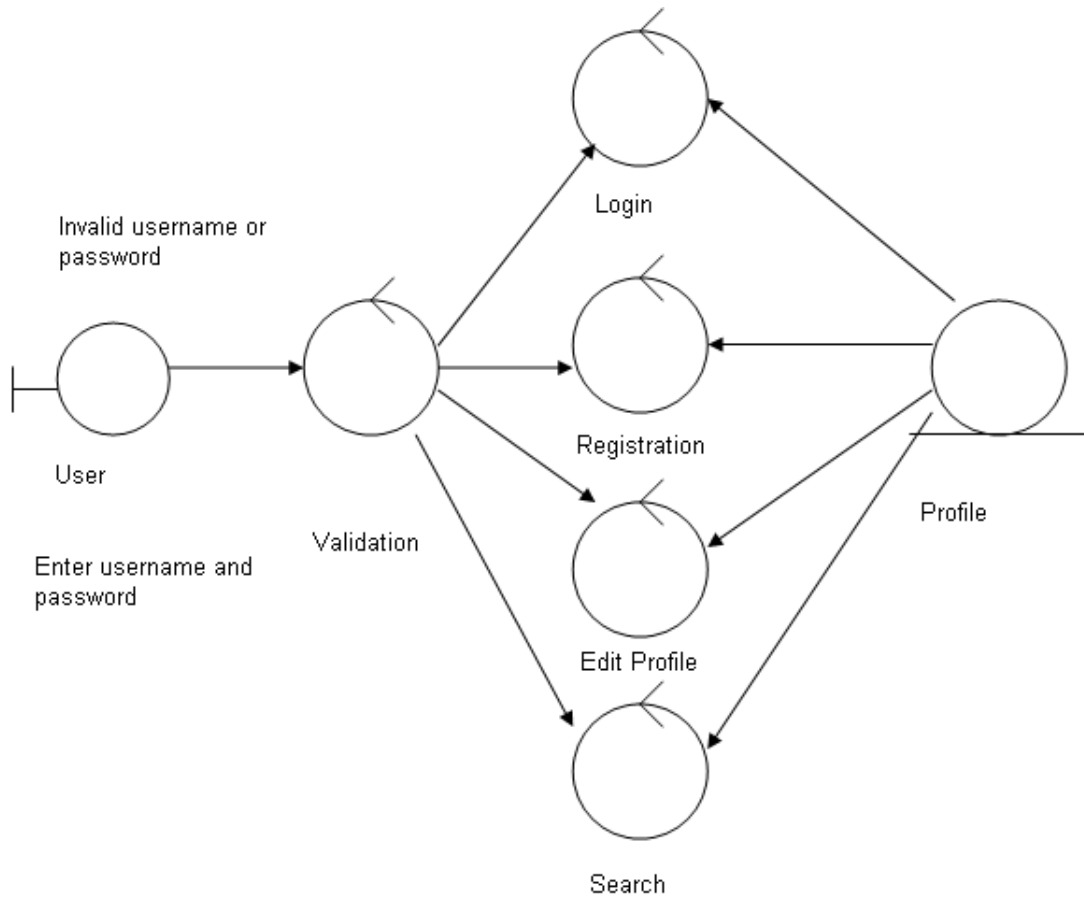 Login
Invalid username or
password
Registration
User
Profile
Validation
Enter username and
password
Edit Profile
Search